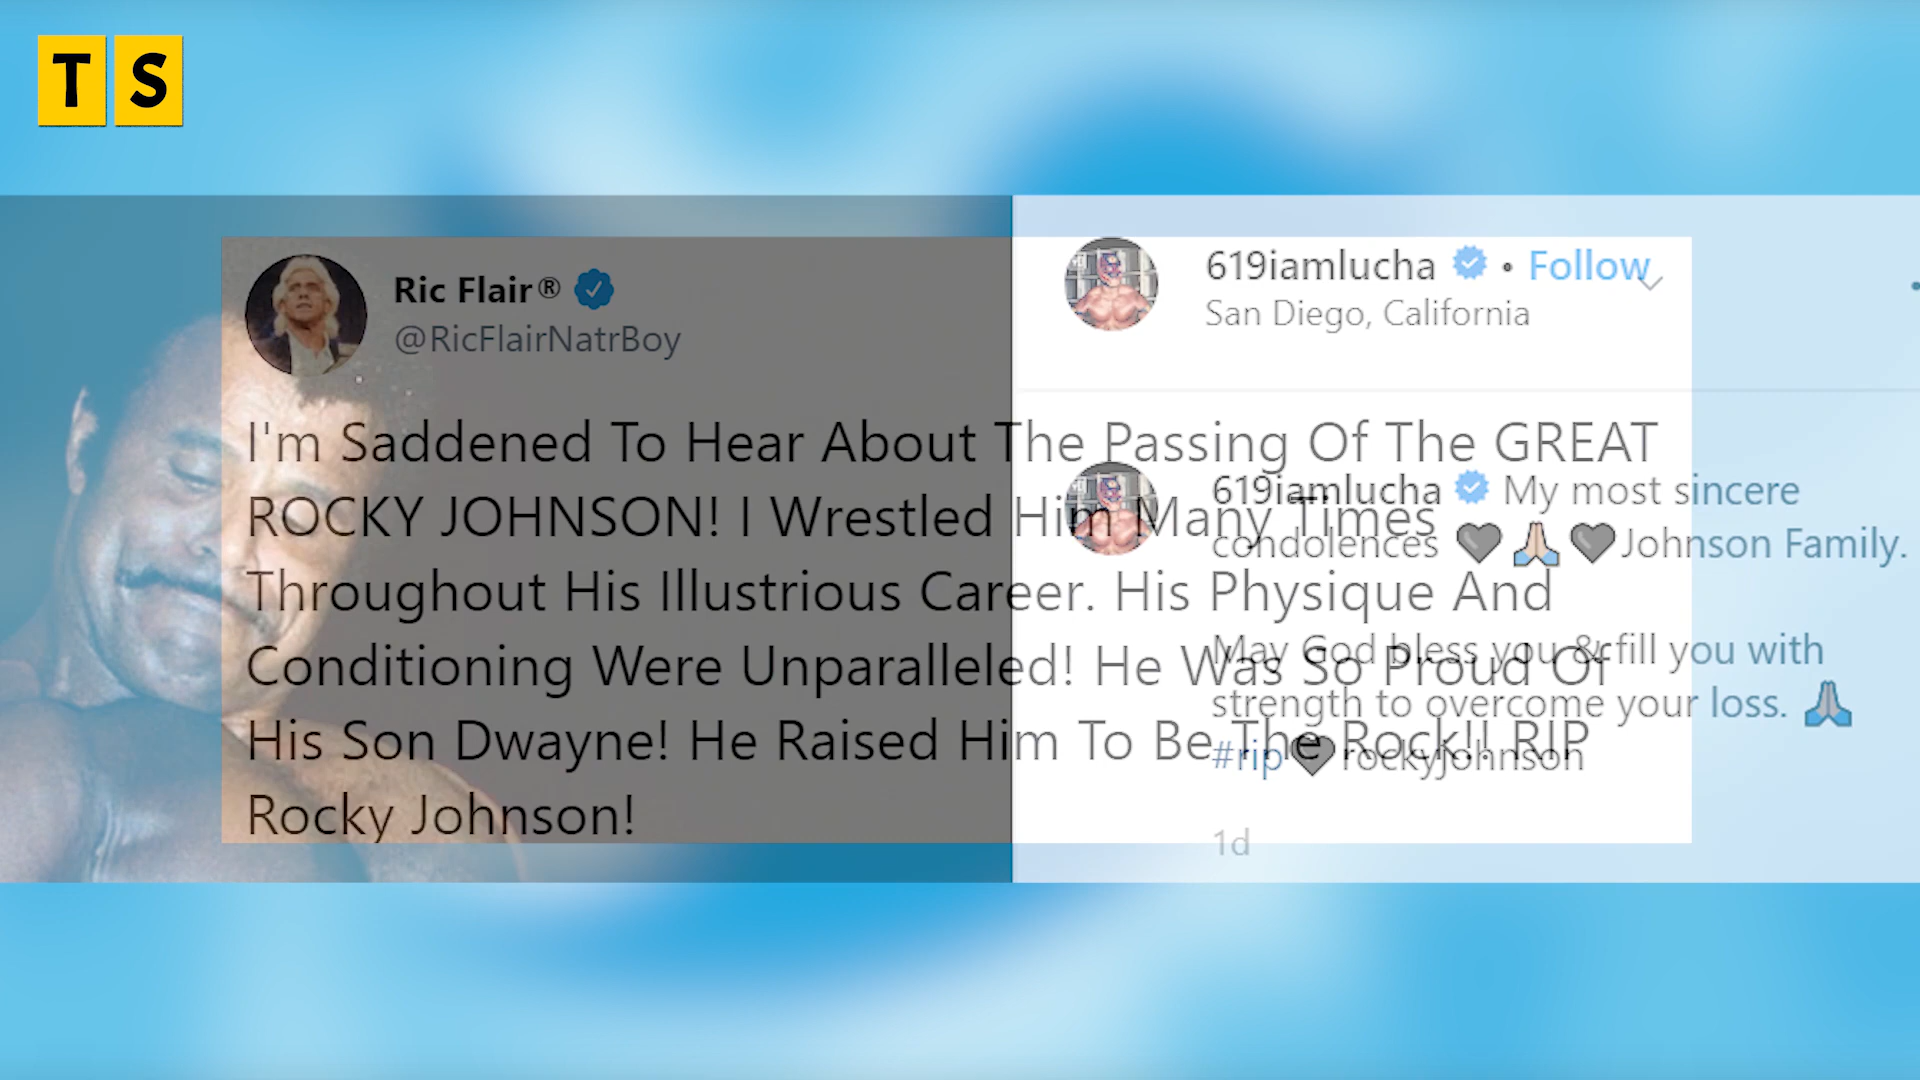 TS
Ric Flair®
@RicFlairNatrBoy
I'm Saddened To Hear About The Passing Of The GREAT
ROCKY JOHNSON! I Wrestled Him Many Times
Throughout His Illustrious Career. His Physique And
Conditioning Were Unparalleled! He Was So Proud Of
His Son Dwayne! He Raised Him To Be The Rock!! RIP
Rocky Johnson!
619iamlucha • Follow
San Diego, California
619iamlucha My most sincere
condolences 🖤🙏🏻🖤Johnson Family.
May God bless you & fill you with
strength to overcome your loss. 🙏🏻
#rip🖤rockyjohnson
1d